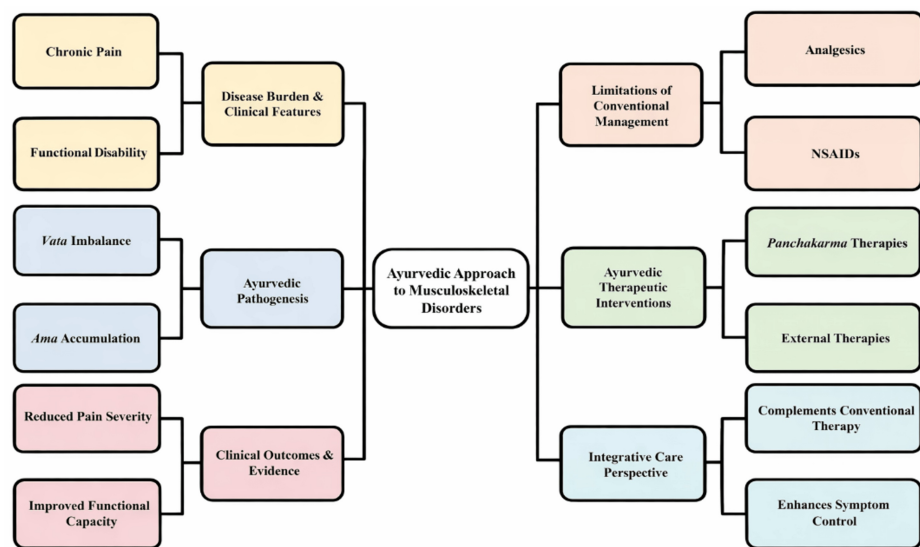 Chronic Pain
Functional Disability
Disease Burden &
Clinical Features
Vata Imbalance
Ama Accumulation
Ayurvedic
Pathogenesis
Reduced Pain Severity
Improved Functional
Capacity
Clinical Outcomes &
Evidence
Ayurvedic Approach
to Musculoskeletal
Disorders
Limitations of
Conventional
Management
Analgesics
NSAIDs
Ayurvedic
Therapeutic
Interventions
Panchakarma Therapies
External Therapies
Integrative Care
Perspective
Complements Conventional
Therapy
Enhances Symptom
Control